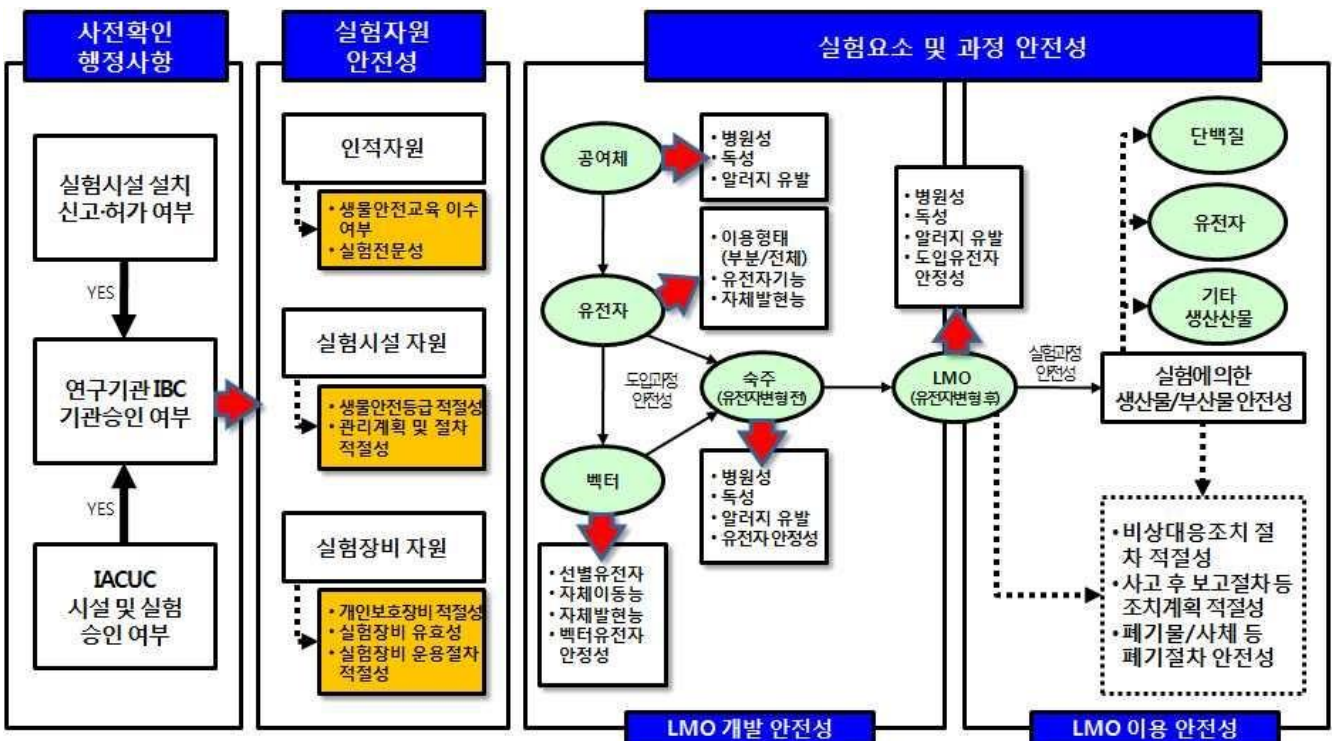 사전확인
행정사항
실험시설 설치
신고·허가 여부
YES
연구기관 IBC
기관승인 여부
YES
IACUC
시설 및 실험
승인 여부
실험자원
안전성
인적자원
• 생물안전교육 이수
여부
• 실험전문성
실험시설 자원
• 생물안전등급 적절성
• 관리계획 및 절차
적절성
실험장비 자원
• 개인보호장비 적절성
• 실험장비 유효성
• 실험장비 운용절차
적절성
실험요소 및 과정 안전성
공여체
• 병원성
• 독성
• 알러지 유발
유전자
• 이용형태
(부분/전체)
• 유전자기능
• 자체발현능
벡터
• 선별유전자
• 자체이동능
• 자체발현능
• 벡터유전자
안정성
도입과정
안전성
숙주
(유전자변형 전)
• 병원성
• 독성
• 알러지 유발
• 유전자 안정성
• 병원성
• 독성
• 알러지 유발
• 도입유전자
안정성
LMO
(유전자변형 후)
실험과정
안전성
단백질
유전자
기타
생산산물
실험에 의한
생산물/부산물 안전성
• 비상대응조치 절
차 적절성
• 사고 후 보고절차 등
조치계획 적절성
• 폐기물/사체 등
폐기절차 안전성
LMO 개발 안전성
LMO 이용 안전성